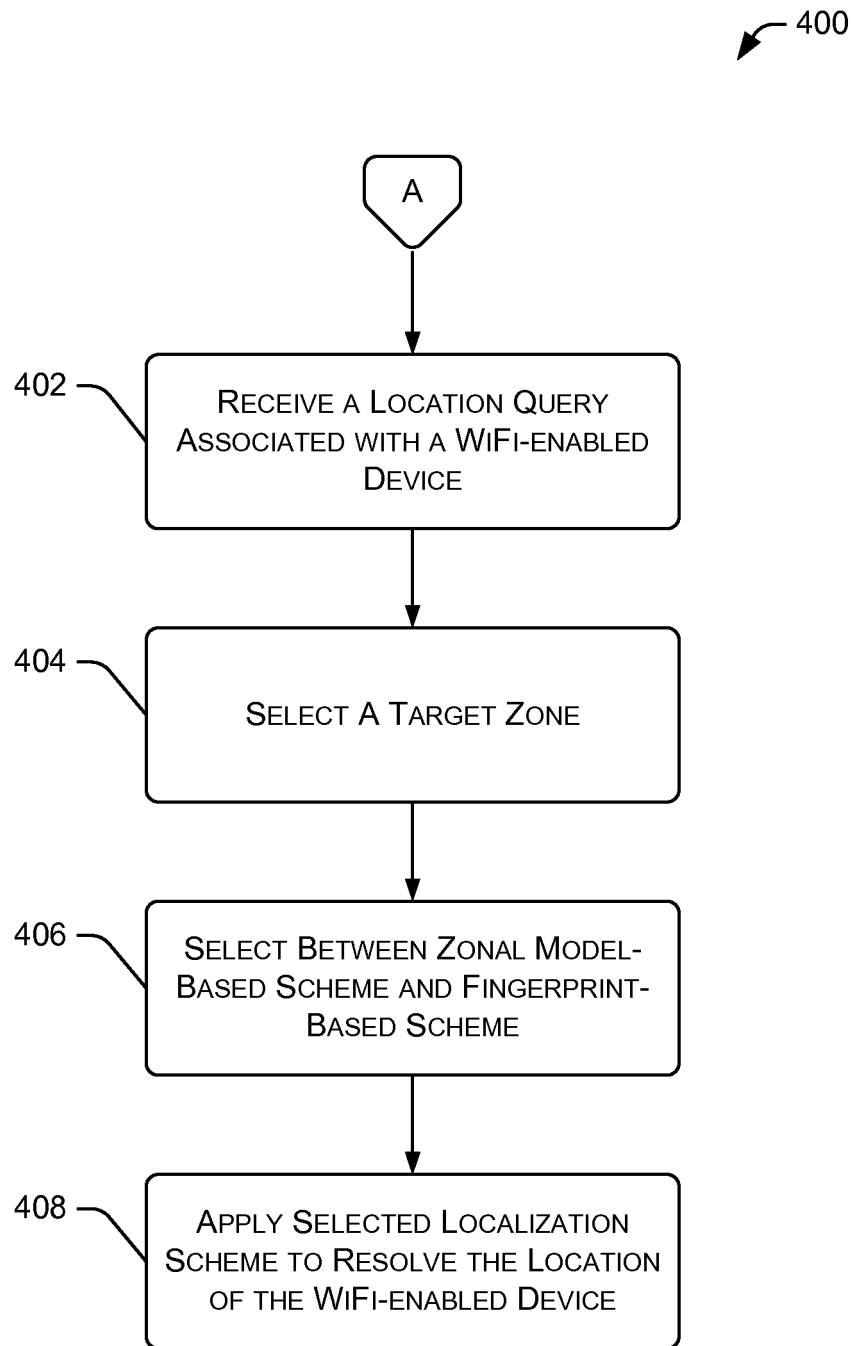 400
A
402
RECEIVE A LOCATION QUERY
ASSOCIATED WITH A WIFI-ENABLED
DEVICE
404
SELECT A TARGET ZONE
406
SELECT BETWEEN ZONAL MODEL-
BASED SCHEME AND FINGERPRINT-
BASED SCHEME
408
APPLY SELECTED LOCALIZATION
SCHEME TO RESOLVE THE LOCATION
OF THE WIFI-ENABLED DEVICE